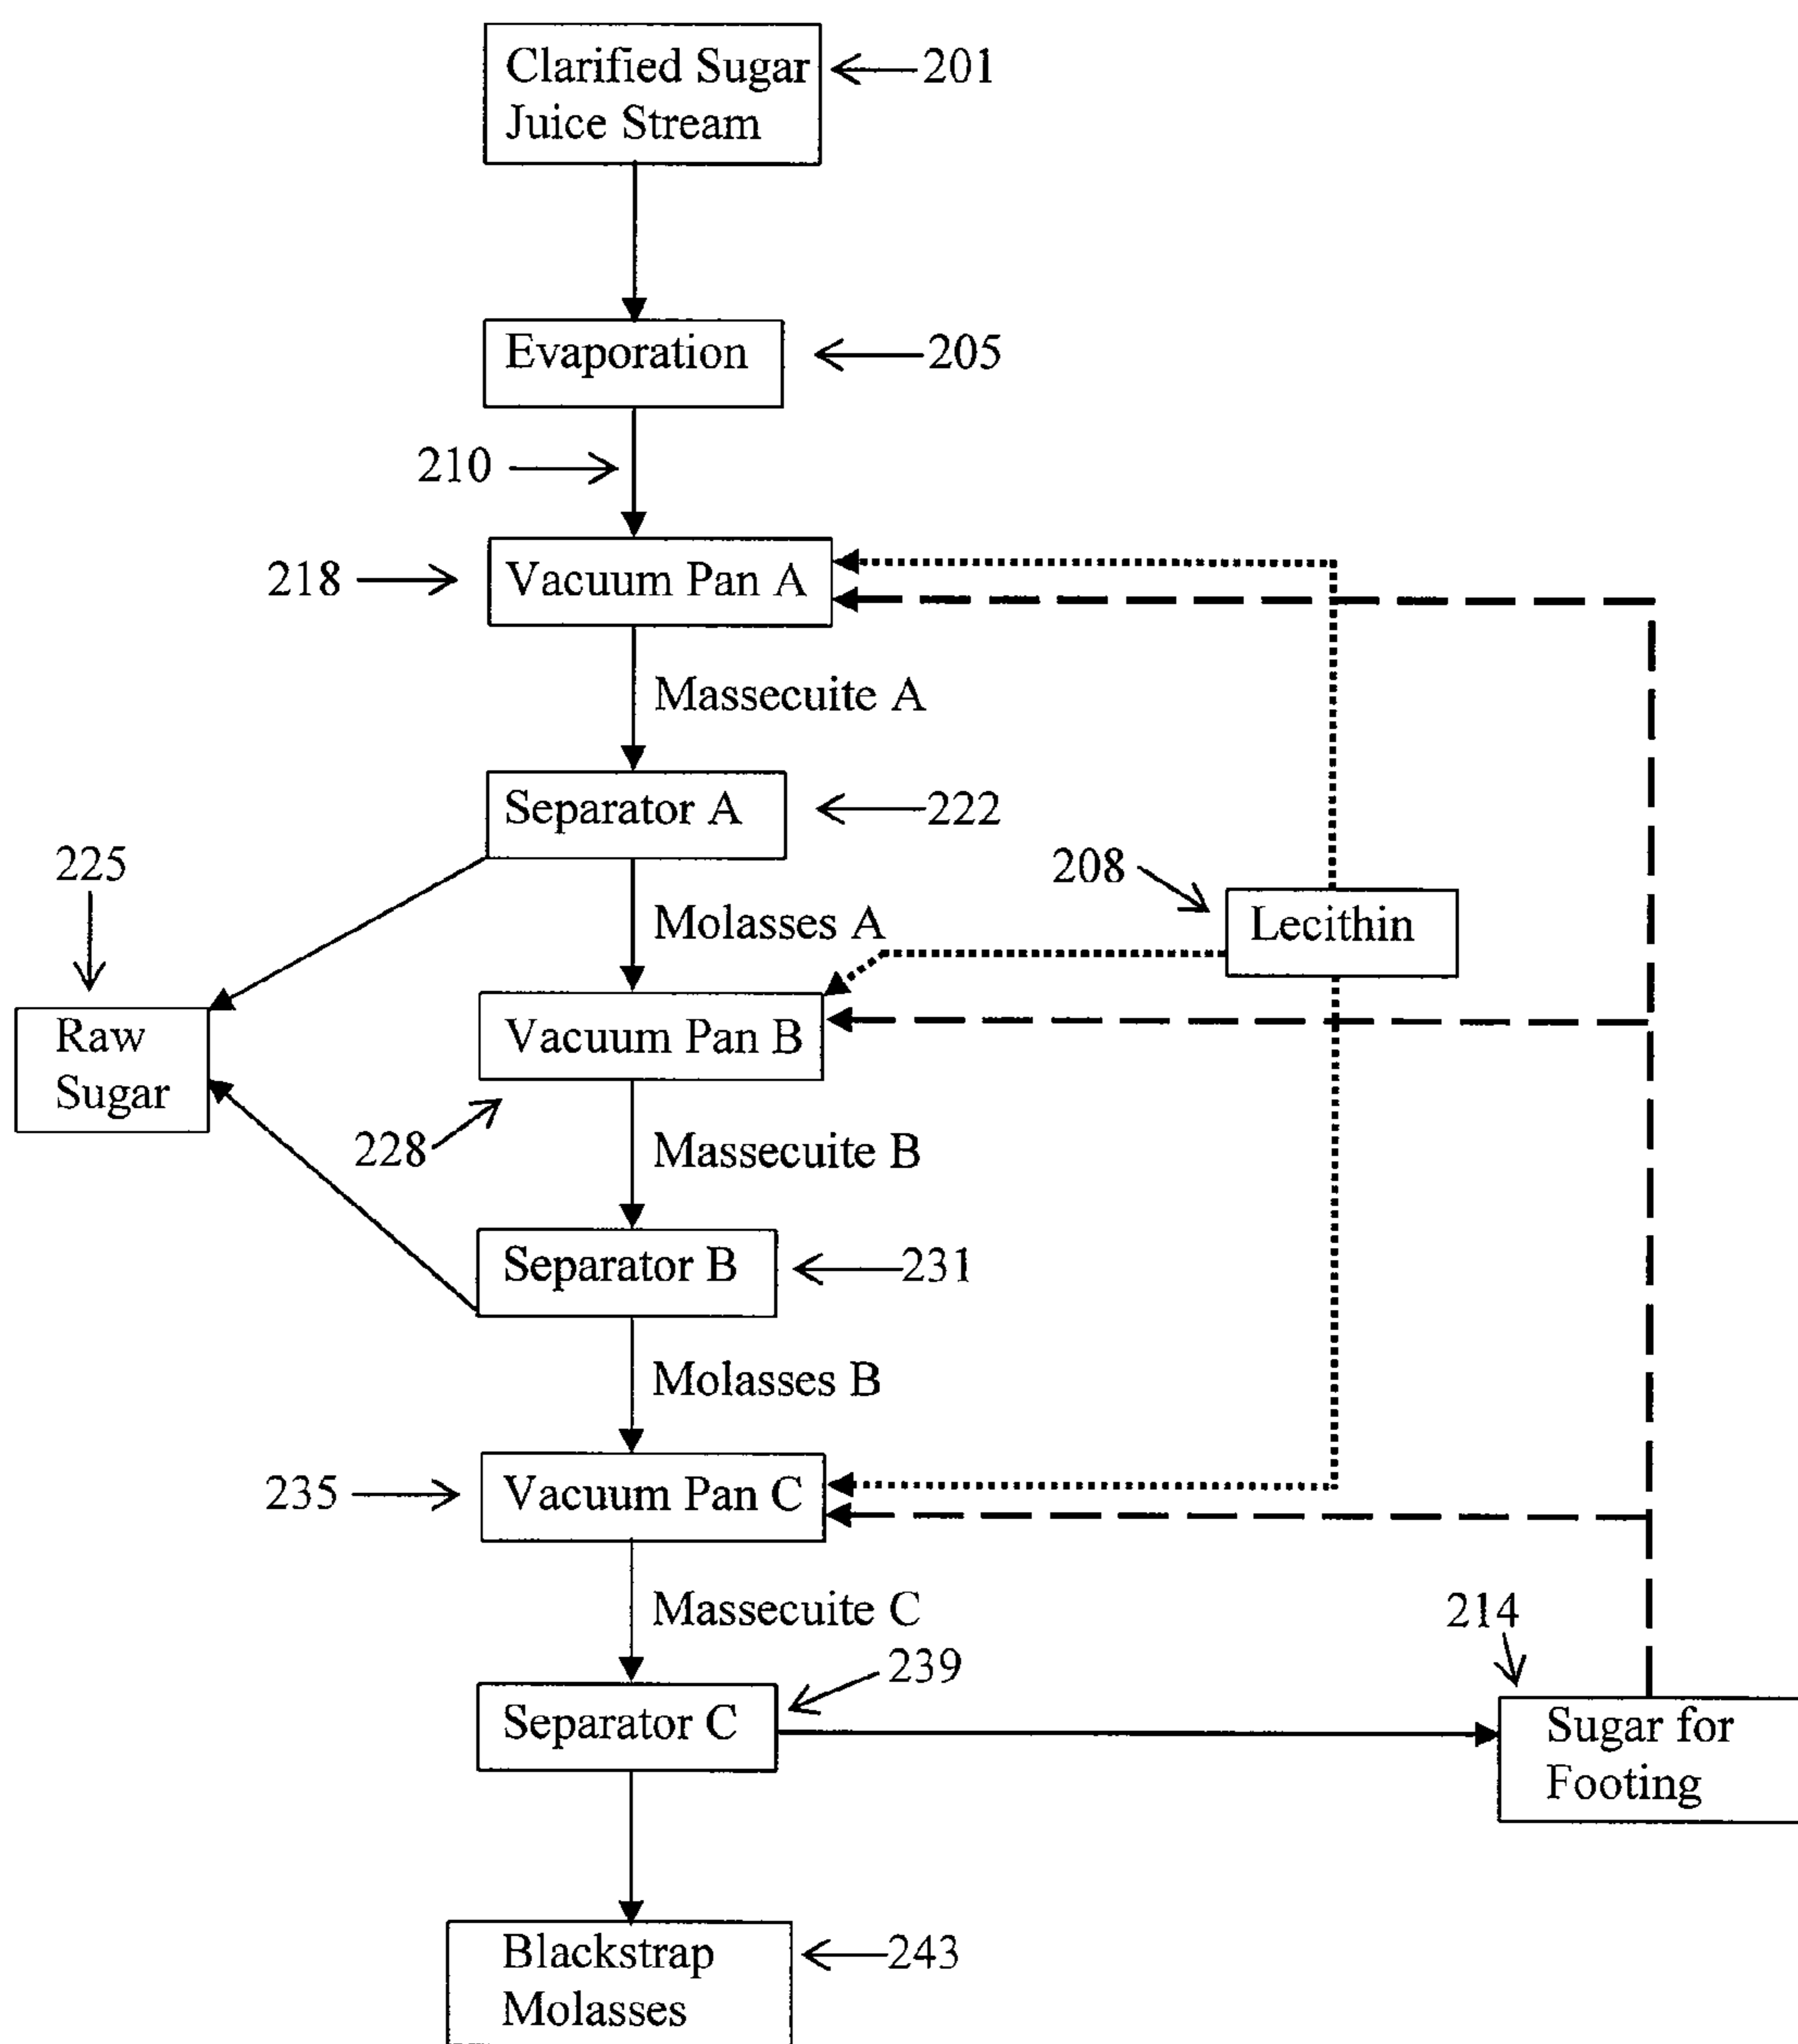 Clarified Sugar
Juice Stream
201
Evaporation
205
210
218
Vacuum Pan A
Massecuite A
Separator A
222
225
208
Lecithin
Molasses A
Raw
Sugar
Vacuum Pan B
228
Massecuite B
Separator B
231
Molasses B
235
Vacuum Pan C
Massecuite C
214
239
Separator C
Sugar for
Footing
Blackstrap
Molasses
243